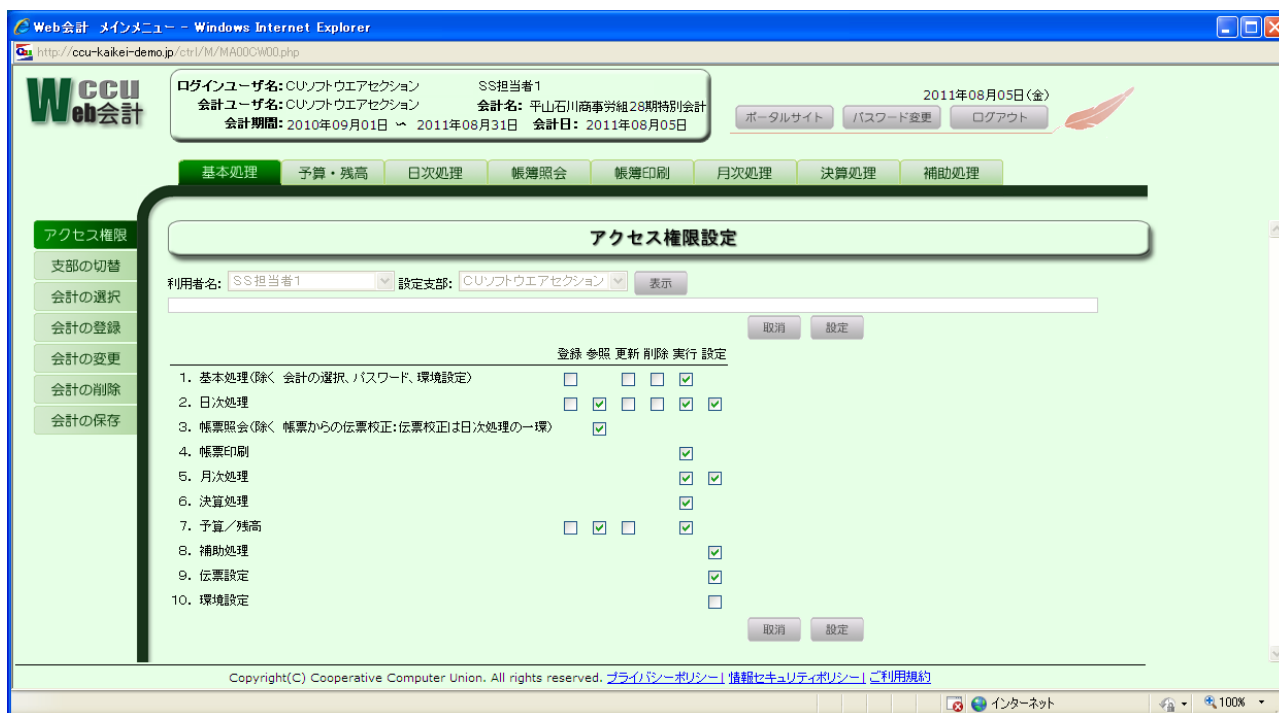 Web会計 メインメニュー - Windows Internet Explorer
http://ccu-kaikei-demo.jp/ctrl/M/MA00CW00.php
Wccu Web会計
ログインユーザ名:CUソフトウエアセクション SS担当者1
会計ユーザ名:CUソフトウエアセクション 会計名: 平山石川商事労組28期特別会計
会計期間: 2010年09月01日 ～ 2011年08月31日 会計日: 2011年08月05日
2011年08月05日(金)
ポータルサイト パスワード変更 ログアウト
基本処理 予算・残高 日次処理 帳簿照会 帳簿印刷 月次処理 決算処理 補助処理
アクセス権限
支部の切替
会計の選択
会計の登録
会計の変更
会計の削除
会計の保存
アクセス権限設定
利用者名: SS担当者1 設定支部: CUソフトウエアセクション 表示
取消 設定
登録 参照 更新 削除 実行 設定
1. 基本処理(除く 会計の選択、パスワード、環境設定)
2. 日次処理
3. 帳票照会(除く 帳票からの伝票校正:伝票校正は日次処理の一環)
4. 帳票印刷
5. 月次処理
6. 決算処理
7. 予算／残高
8. 補助処理
9. 伝票設定
10. 環境設定
取消 設定
Copyright(C) Cooperative Computer Union. All rights reserved. プライバシーポリシー | 情報セキュリティポリシー | ご利用規約
インターネット 100%